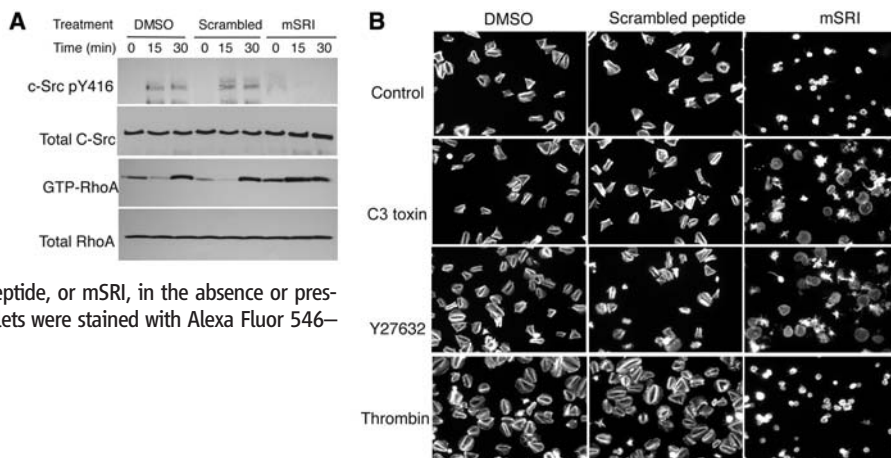 A
Treatment DMSO Scrambled mSRI
Time (min) 0 15 30 0 15 30 0 15 30
c-Src pY416
Total C-Src
GTP-RhoA
Total RhoA
eptide, or mSRI, in the absence or pres-
lets were stained with Alexa Fluor 546–
B
DMSO Scrambled peptide mSRI
Control
C3 toxin
Y27632
Thrombin